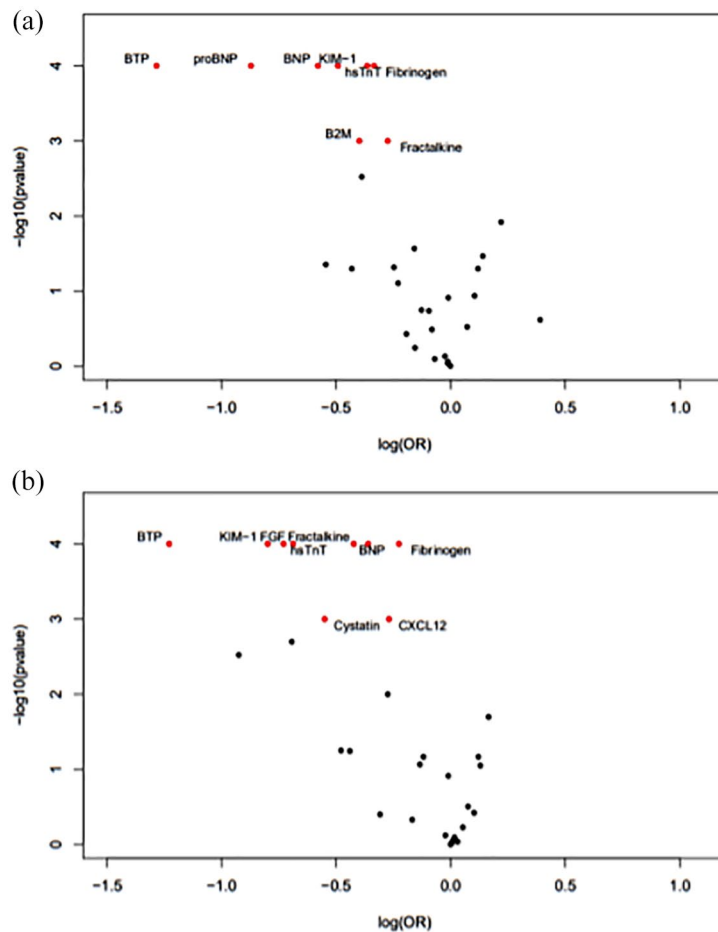 (a)
BTP proBNP BNP KIM-1
hsTnT Fibrinogen
B2M
Fractalkine
4
3
2
1
0
-log10(pvalue)
-1.5 -1.0 -0.5 0.0 0.5 1.0
log(OR)
(b)
BTP KIM-1 FGF Fractalkine
hsTnT BNP Fibrinogen
Cystatin CXCL12
4
3
2
1
0
-log10(pvalue)
-1.5 -1.0 -0.5 0.0 0.5 1.0
log(OR)